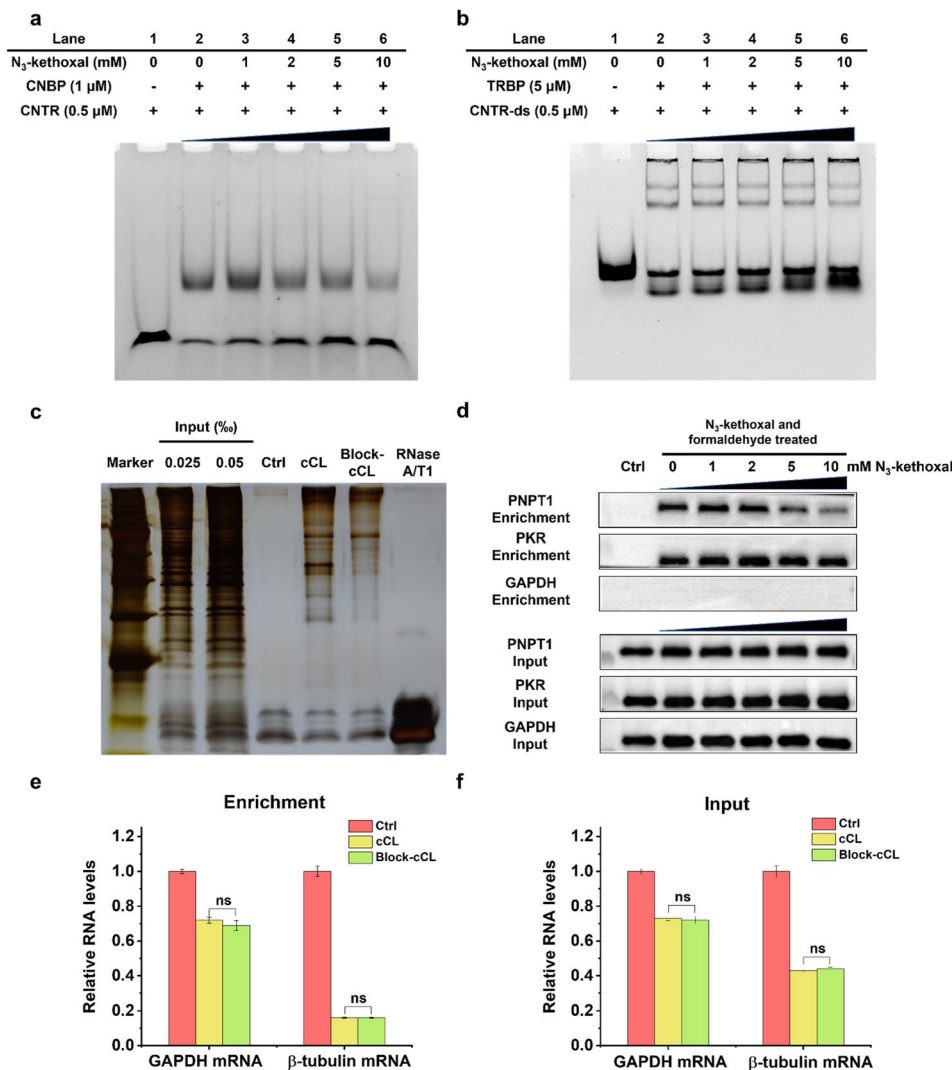 a
Lane 1 2 3 4 5 6
N₃-kethoxal (mM) 0 0 1 2 5 10
CNBP (1 μM) - + + + + +
CNTR (0.5 μM) + + + + + +
b
Lane 1 2 3 4 5 6
N₃-kethoxal (mM) 0 0 1 2 5 10
TRBP (5 μM) - + + + + +
CNTR-ds (0.5 μM) + + + + + +
c
Input (‰)
Marker 0.025 0.05 Ctrl cCL Block-cCL RNase A/T1
d
N₃-kethoxal and
formaldehyde treated
Ctrl 0 1 2 5 10 mM N₃-kethoxal
PNPT1
Enrichment
PKR
Enrichment
GAPDH
Enrichment
PNPT1
Input
PKR
Input
GAPDH
Input
e
Enrichment
Ctrl
cCL
Block-cCL
Relative RNA levels
1.2
1.0
0.8
0.6
0.4
0.2
0.0
ns
ns
GAPDH mRNA β-tubulin mRNA
f
Input
Ctrl
cCL
Block-cCL
Relative RNA levels
1.2
1.0
0.8
0.6
0.4
0.2
0.0
ns
ns
GAPDH mRNA β-tubulin mRNA